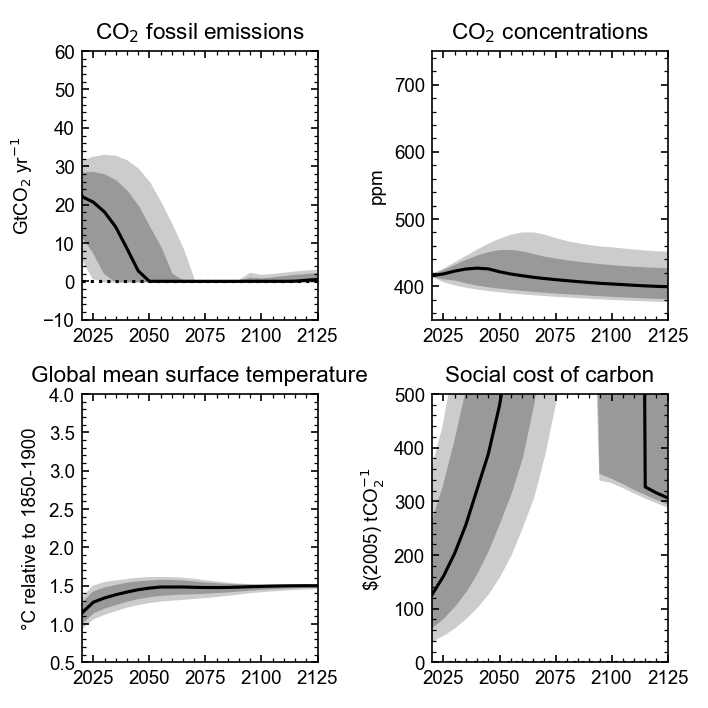 CO₂ fossil emissions
GtCO₂ yr⁻¹
60
50
40
30
20
10
0
−10
2025 2050 2075 2100 2125
CO₂ concentrations
ppm
700
600
500
400
2025 2050 2075 2100 2125
Global mean surface temperature
°C relative to 1850-1900
4.0
3.5
3.0
2.5
2.0
1.5
1.0
0.5
2025 2050 2075 2100 2125
Social cost of carbon
$(2005) tCO₂⁻¹
500
400
300
200
100
0
2025 2050 2075 2100 2125